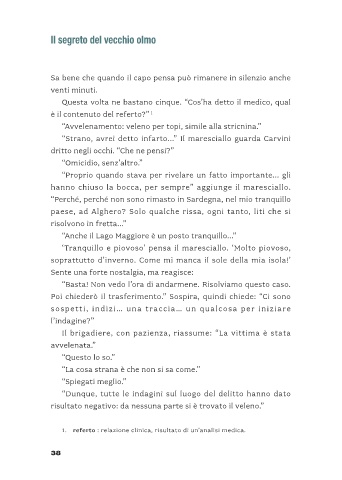 Il segreto del vecchio olmo
Sa bene che quando il capo pensa può rimanere in silenzio anche
venti minuti.
Questa volta ne bastano cinque. “Cos’ha detto il medico, qual
è il contenuto del referto?” 1
“Avvelenamento: veleno per topi, simile alla stricnina.”
“Strano, avrei detto infarto...” Il maresciallo guarda Carvini
dritto negli occhi. “Che ne pensi?”
“Omicidio, senz’altro.”
“Proprio quando stava per rivelare un fatto importante... gli
hanno chiuso la bocca, per sempre” aggiunge il maresciallo.
“Perché, perché non sono rimasto in Sardegna, nel mio tranquillo
paese, ad Alghero? Solo qualche rissa, ogni tanto, liti che si
risolvono in fretta...”
“Anche il Lago Maggiore è un posto tranquillo...”
‘Tranquillo e piovoso’ pensa il maresciallo. ‘Molto piovoso,
soprattutto d’inverno. Come mi manca il sole della mia isola!’
Sente una forte nostalgia, ma reagisce:
“Basta! Non vedo l’ora di andarmene. Risolviamo questo caso.
Poi chiederò il trasferimento.” Sospira, quindi chiede: “Ci sono
sospetti, indizi... una traccia... un qualcosa per iniziare
l’indagine?”
Il brigadiere, con pazienza, riassume: “La vittima è stata
avvelenata.”
“Questo lo so.”
“La cosa strana è che non si sa come.”
“Spiegati meglio.”
“Dunque, tutte le indagini sul luogo del delitto hanno dato
risultato negativo: da nessuna parte si è trovato il veleno.”
1. referto : relazione clinica, risultato di un’analisi medica.
38